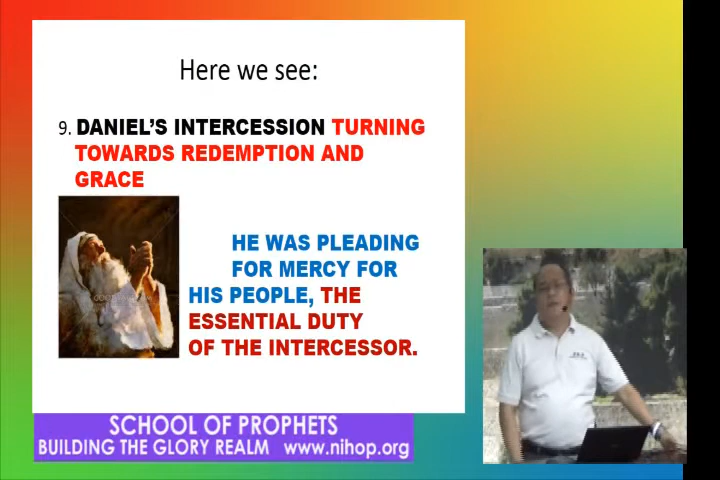 Here we see:
9. DANIEL’S INTERCESSION TURNING
TOWARDS REDEMPTION AND
GRACE
HE WAS PLEADING
FOR MERCY FOR
HIS PEOPLE, THE
ESSENTIAL DUTY
OF THE INTERCESSOR.
SCHOOL OF PROPHETS
BUILDING THE GLORY REALM www.nihop.org